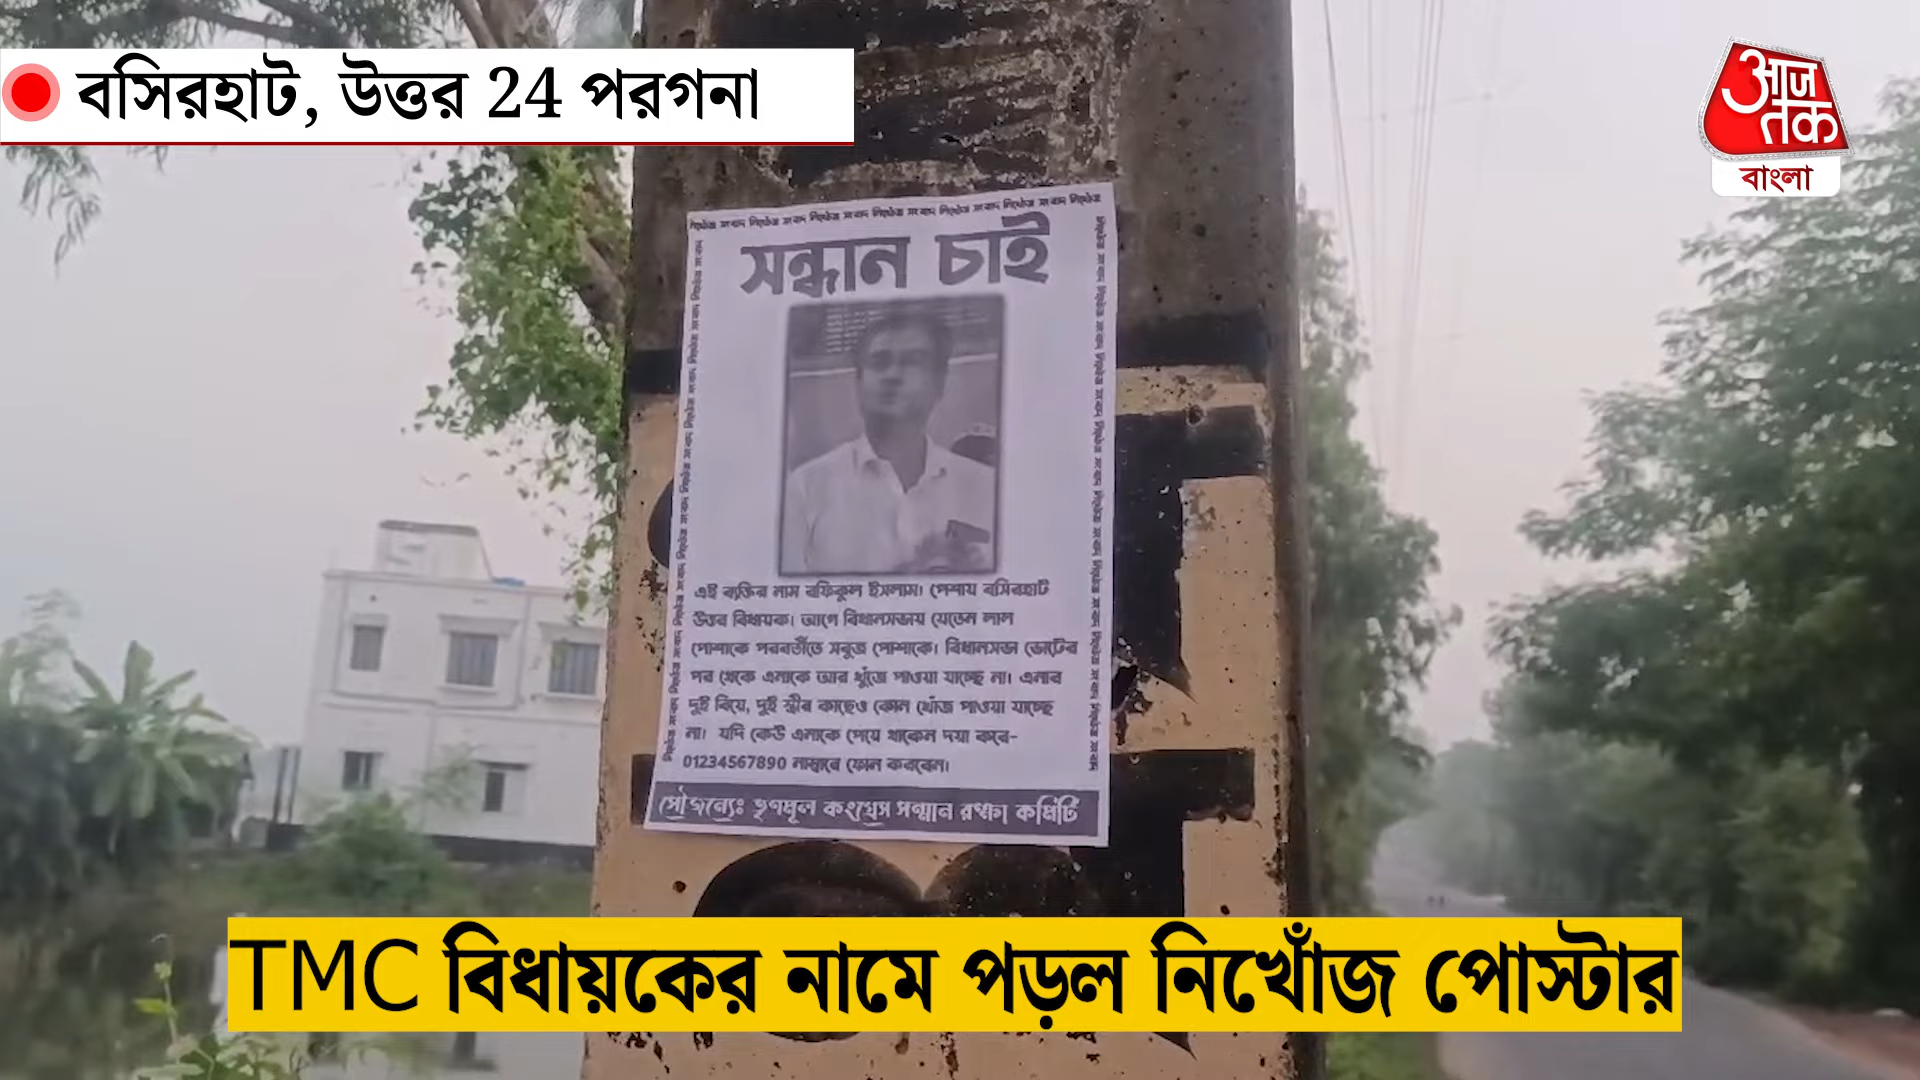 বসিরহাট, উত্তর 24 পরগনা
आज
तक
বাংলা
নিখোঁজ সংবাদ নিখোঁজ সংবাদ নিখোঁজ সংবাদ নিখোঁজ সংবাদ নিখোঁজ সংবাদ নিখোঁজ
সন্ধান চাই
এই ব্যক্তির নাম রফিকুল ইসলাম। পেশায় বসিরহাট
উত্তর বিধায়ক। আগে বিধানসভায় যেতেন লাল
পোশাকে পরবর্তীতে সবুজ পোশাকে। বিধানসভা ভোটের
পর থেকে এনাকে আর খুঁজে পাওয়া যাচ্ছে না। এনার
দুই বিয়ে, দুই স্ত্রীর কাছেও কোন খোঁজ পাওয়া যাচ্ছে
না। যদি কেউ এনাকে পেয়ে থাকেন দয়া করে-
01234567890 নাম্বারে ফোন করবেন।
সৌজন্যেঃ তৃণমূল কংগ্রেস সম্মান রক্ষা কমিটি
TMC বিধায়কের নামে পড়ল নিখোঁজ পোস্টার